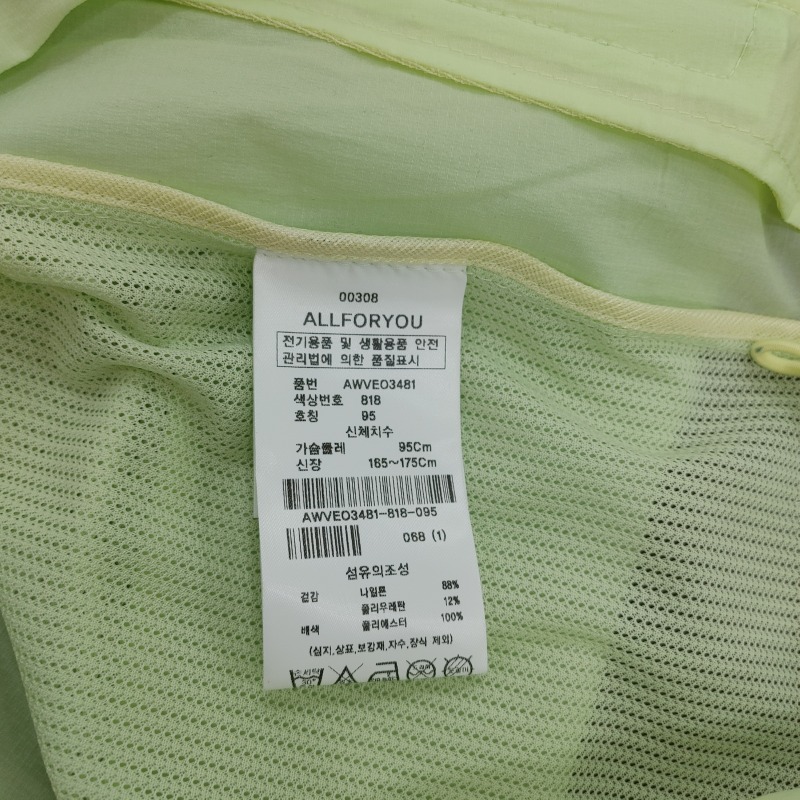 00308
ALLFORYOU
전기용품 및 생활용품 안전
관리법에 의한 품질표시
품번 AWVEO3481
색상번호 818
호칭 95
신체치수
가슴둘레 95Cm
신장 165~175Cm
AWVEO3481-818-095
068 (1)
섬유의조성
겉감 나일론 88%
폴리우레탄 12%
배색 폴리에스터 100%
(심지,상표,보강재,자수,장식 제외)